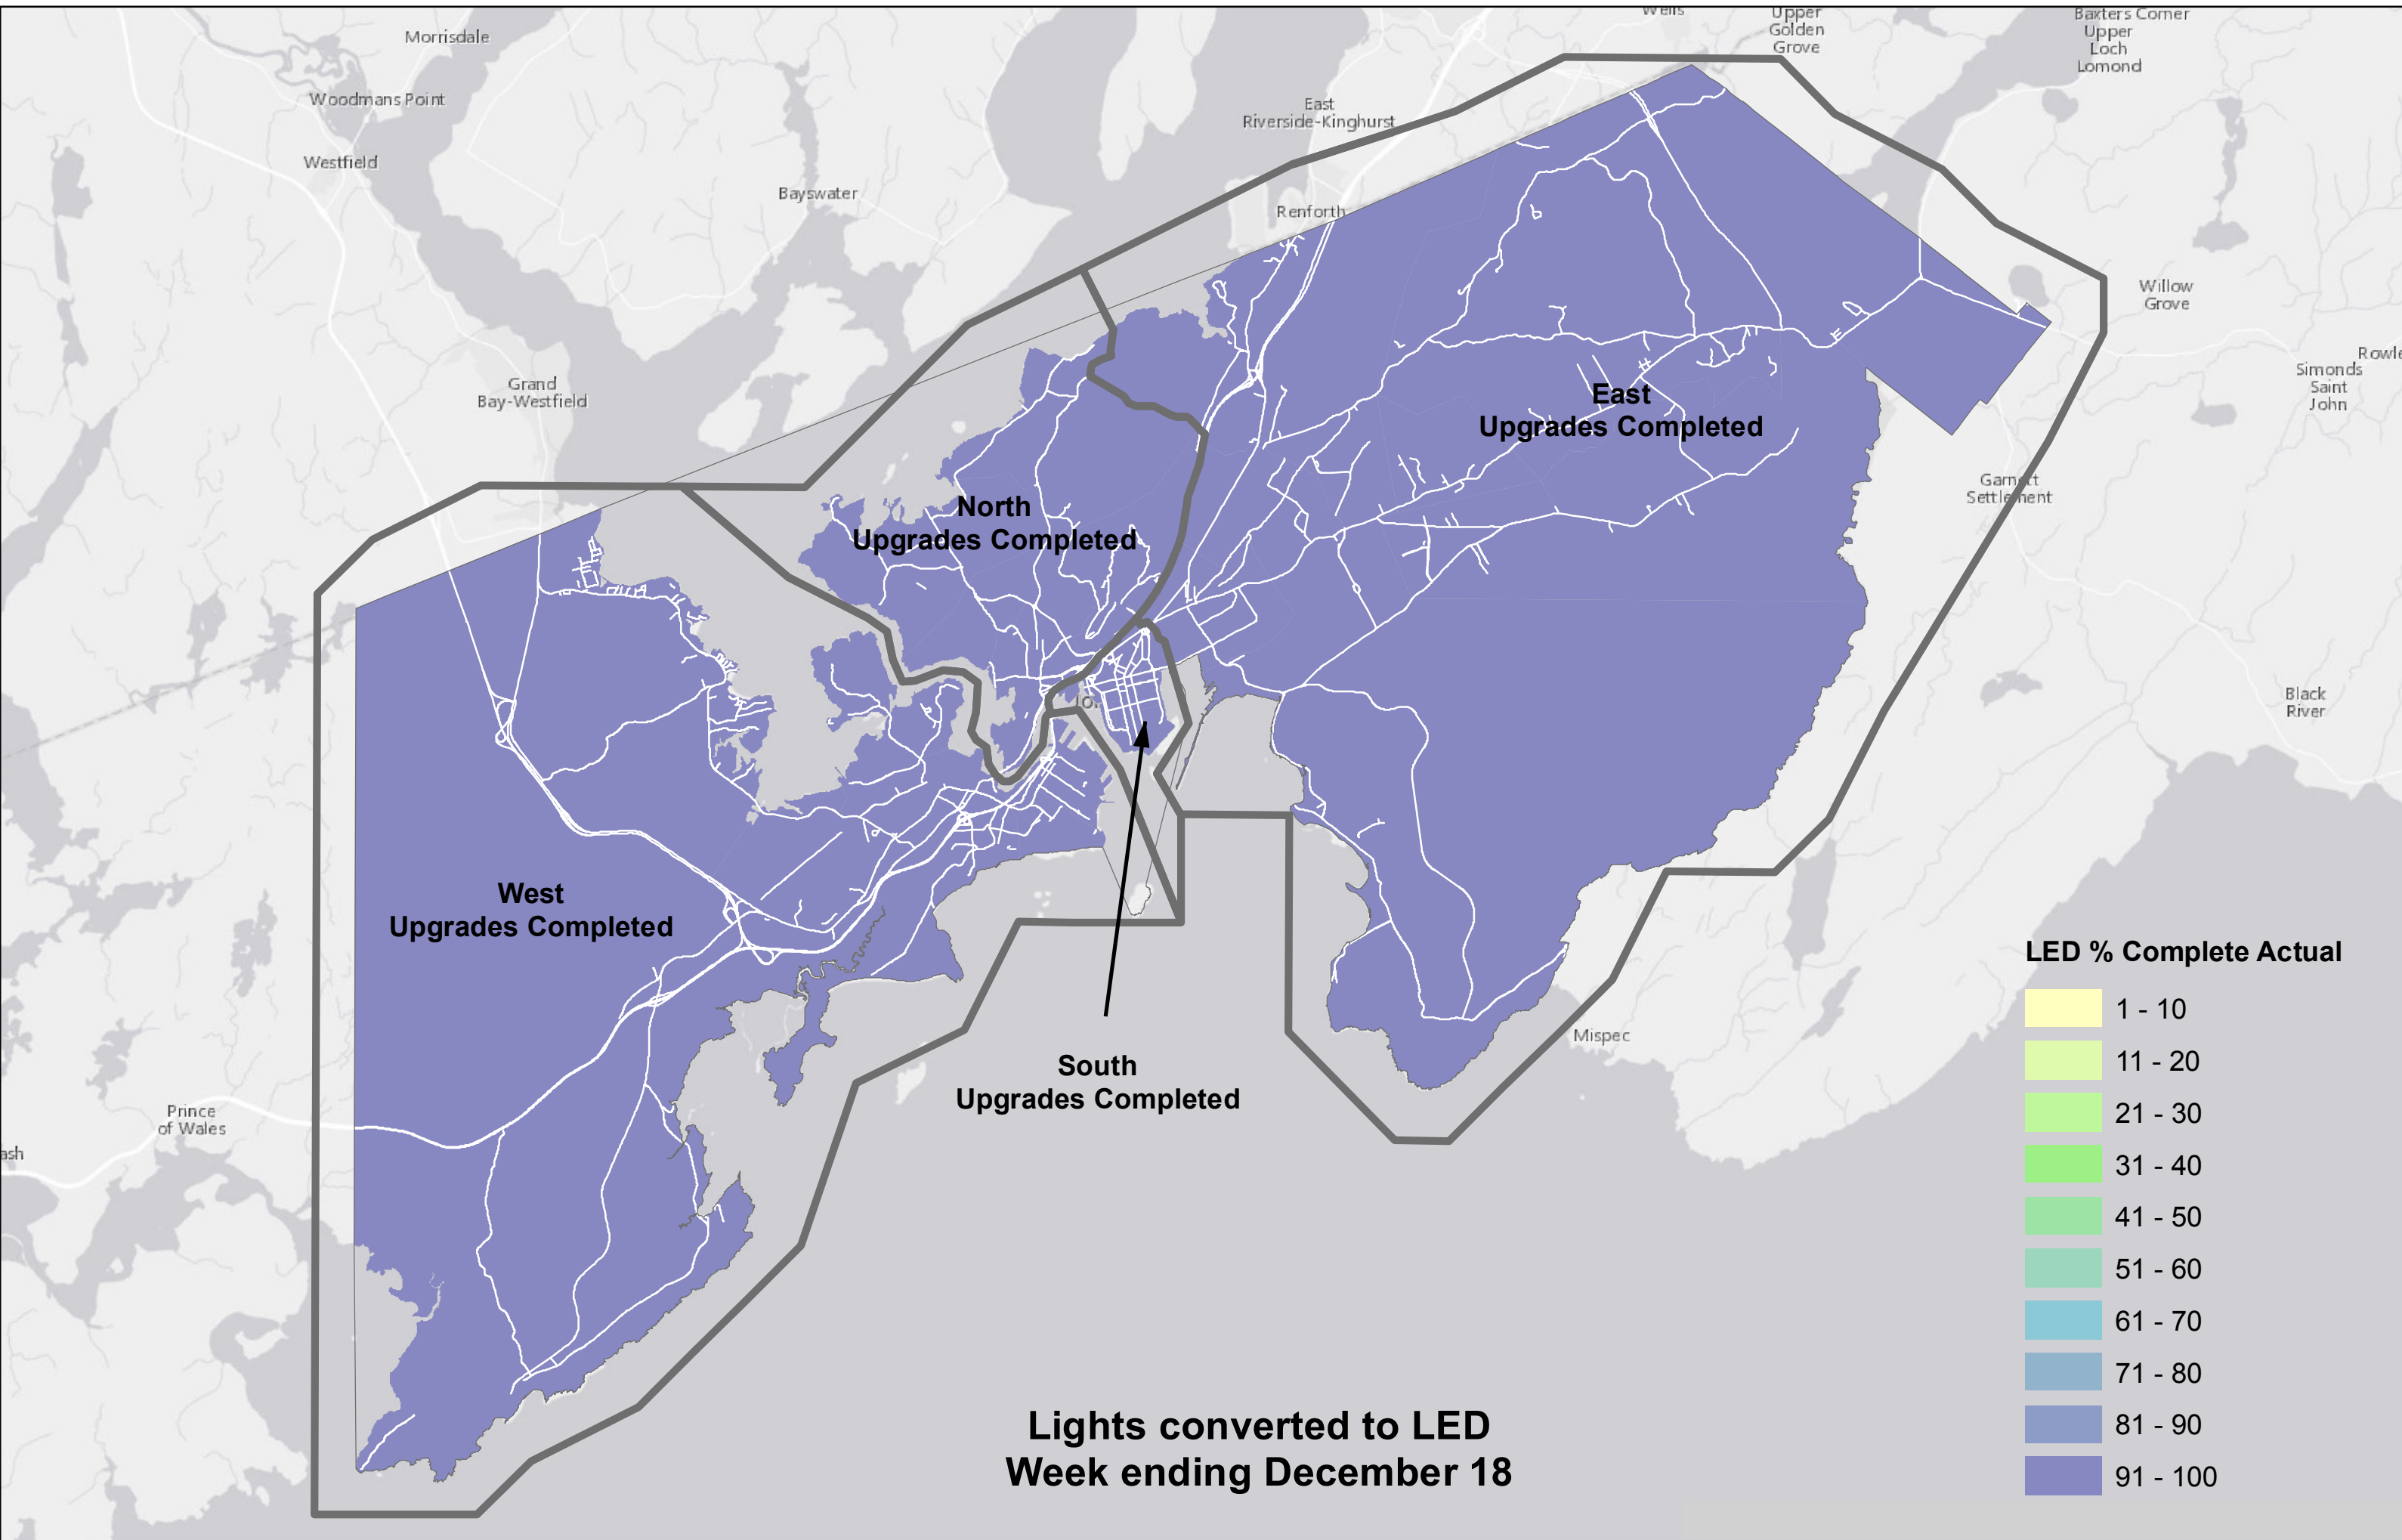 Morrisdale
Woodmans Point
Westfield
Bayswater
Grand
Bay-Westfield
East
Riverside-Kinghurst
Renforth
Wells
Upper
Golden
Grove
Baxters Corner
Upper
Loch
Lomond
Willow
Grove
Simonds
Saint
John
Garnett
Settlement
Black
River
Mispec
Prince
of Wales
ash
North
Upgrades Completed
East
Upgrades Completed
West
Upgrades Completed
South
Upgrades Completed
LED % Complete Actual
1 - 10
11 - 20
21 - 30
31 - 40
41 - 50
51 - 60
61 - 70
71 - 80
81 - 90
91 - 100
Lights converted to LED
Week ending December 18